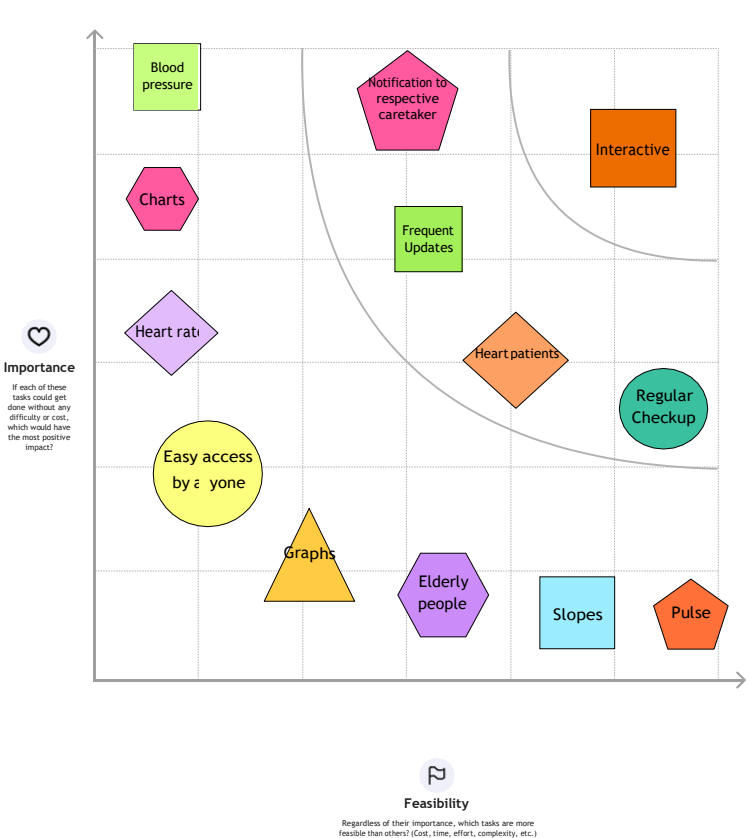 Blood
pressure
Notification to
respective
caretaker
Interactive
Charts
Frequent
Updates
Heart rate
Heart patients
Importance
If each of these
tasks could get
done without any
difficulty or cost,
which would have
the most positive
impact?
Regular
Checkup
Easy access
by a yone
Graphs
Elderly
people
Slopes
Pulse
Feasibility
Regardless of their importance, which tasks are more
feasible than others? (Cost, time, effort, complexity, etc.)